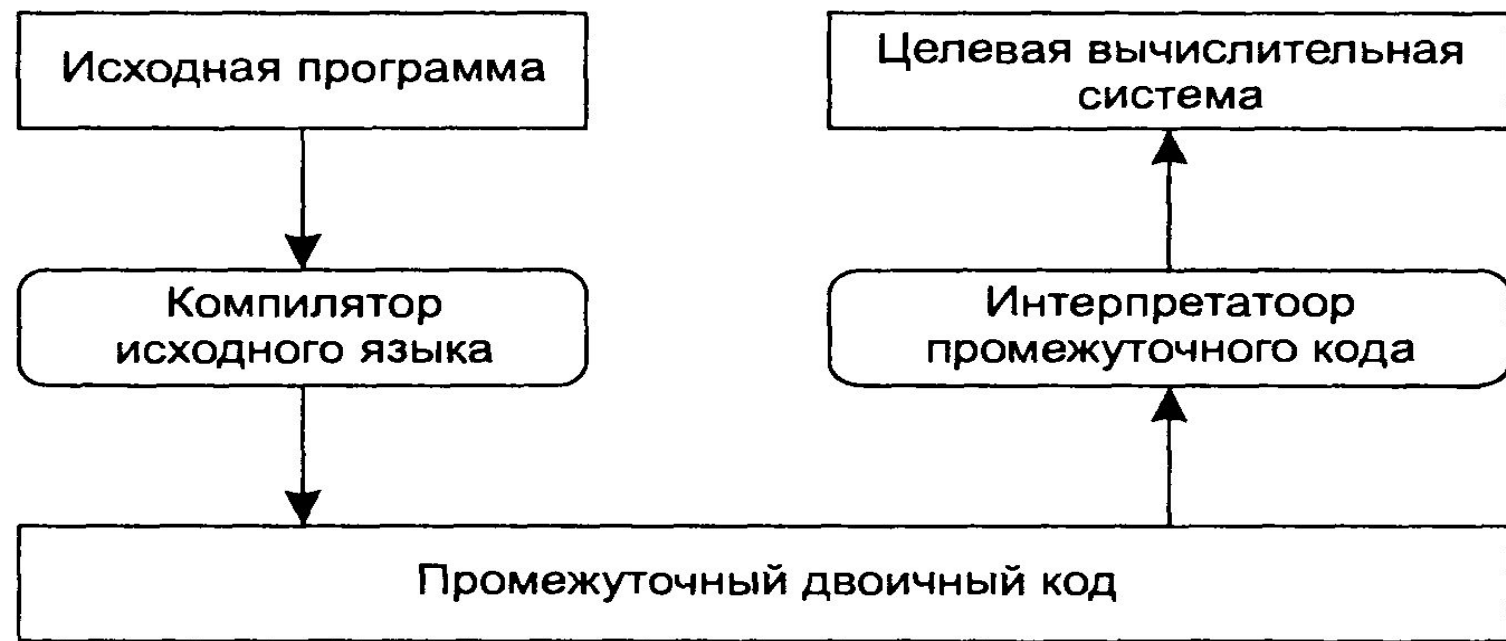 Исходная программа
Целевая вычислительная
система
Компилятор
исходного языка
Интерпретатоор
промежуточного кода
Промежуточный двоичный код